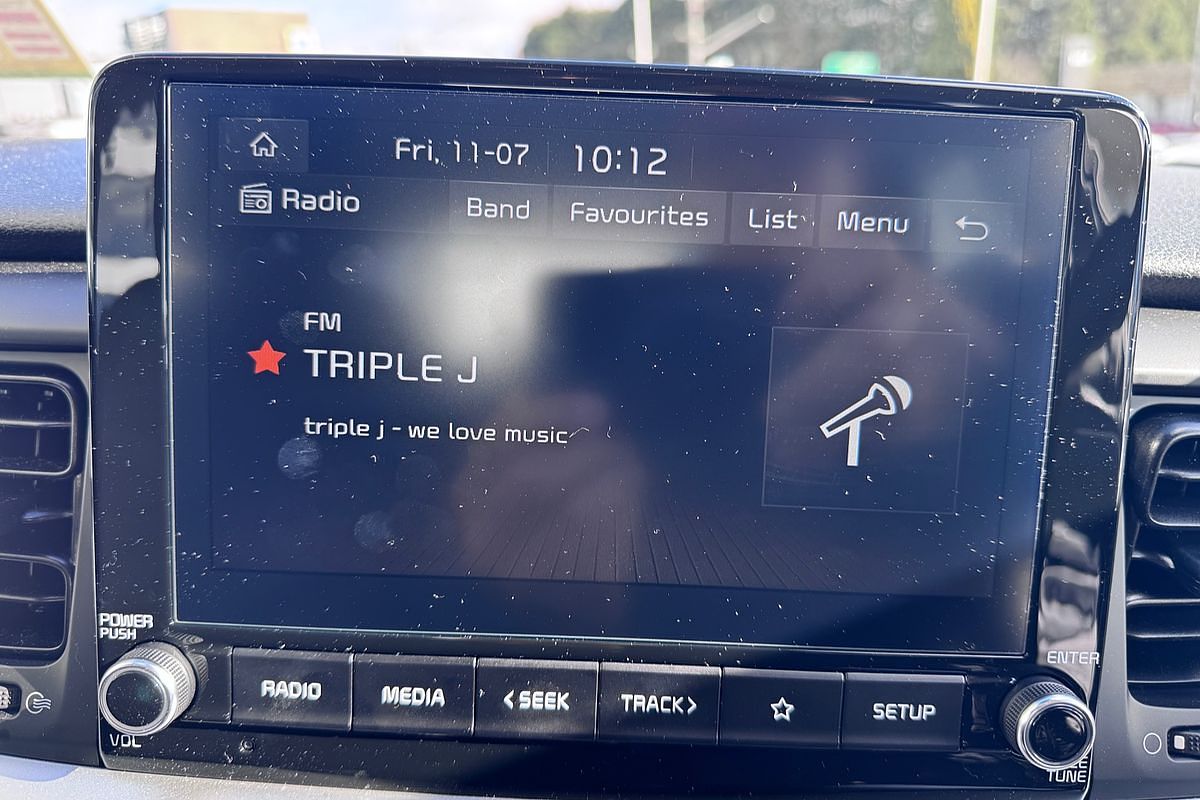 Fri, 11-07 10:12
Radio Band Favourites List Menu
FM
TRIPLE J
triple j - we love music
POWER
PUSH
ENTER
RADIO MEDIA <SEEK TRACK> SETUP
VOL
TUNE